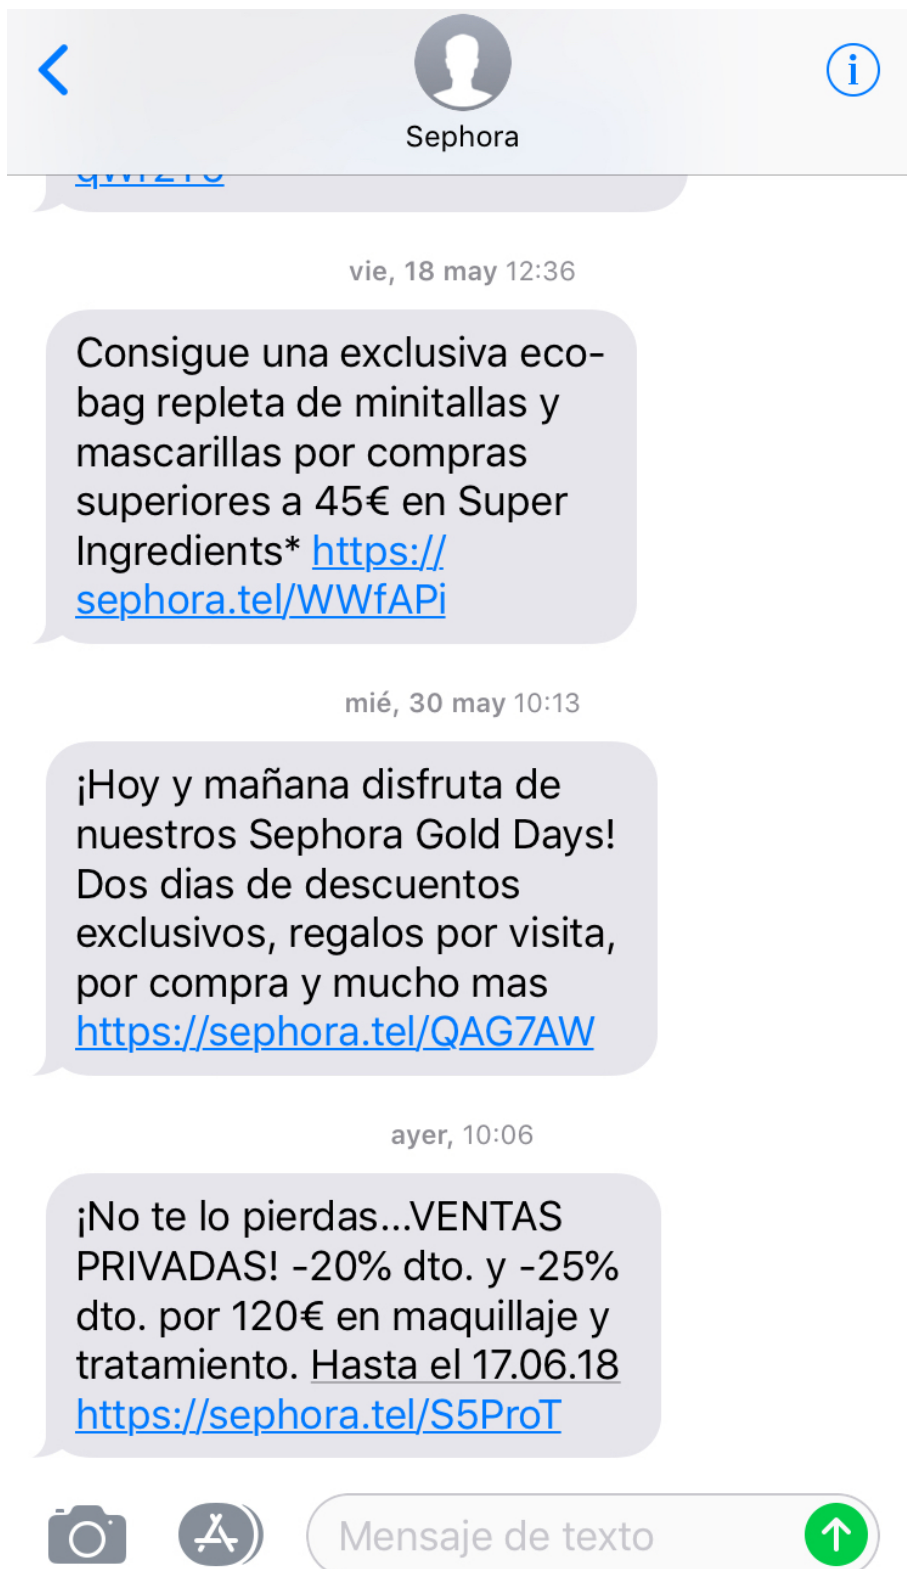 Sephora
vie, 18 may 12:36
Consigue una exclusiva eco-
bag repleta de minitallas y
mascarillas por compras
superiores a 45€ en Super
Ingredients* https://
sephora.tel/WWfAPi
mié, 30 may 10:13
¡Hoy y mañana disfruta de
nuestros Sephora Gold Days!
Dos dias de descuentos
exclusivos, regalos por visita,
por compra y mucho mas
https://sephora.tel/QAG7AW
ayer, 10:06
¡No te lo pierdas...VENTAS
PRIVADAS! -20% dto. y -25%
dto. por 120€ en maquillaje y
tratamiento. Hasta el 17.06.18
https://sephora.tel/S5ProT
Mensaje de texto